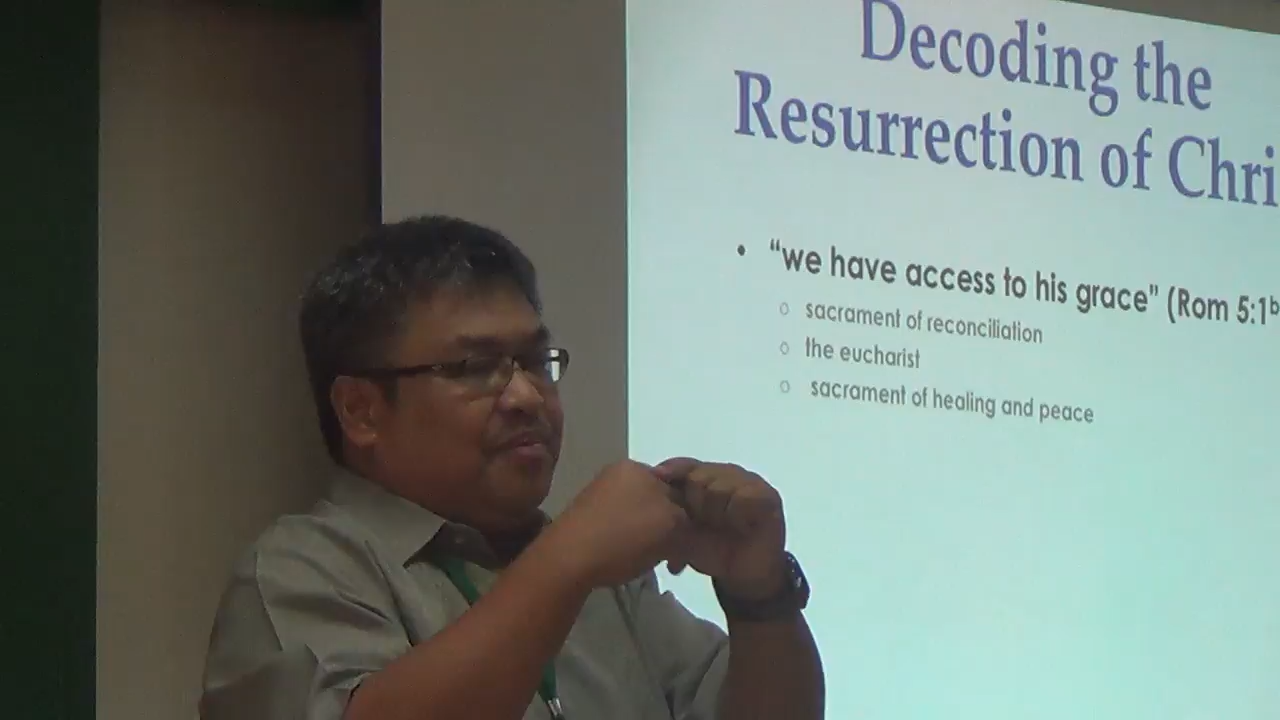 Decoding the
Resurrection of Chri
• “we have access to his grace" (Rom 5:1b
○ sacrament of reconciliation
○ the eucharist
○ sacrament of healing and peace